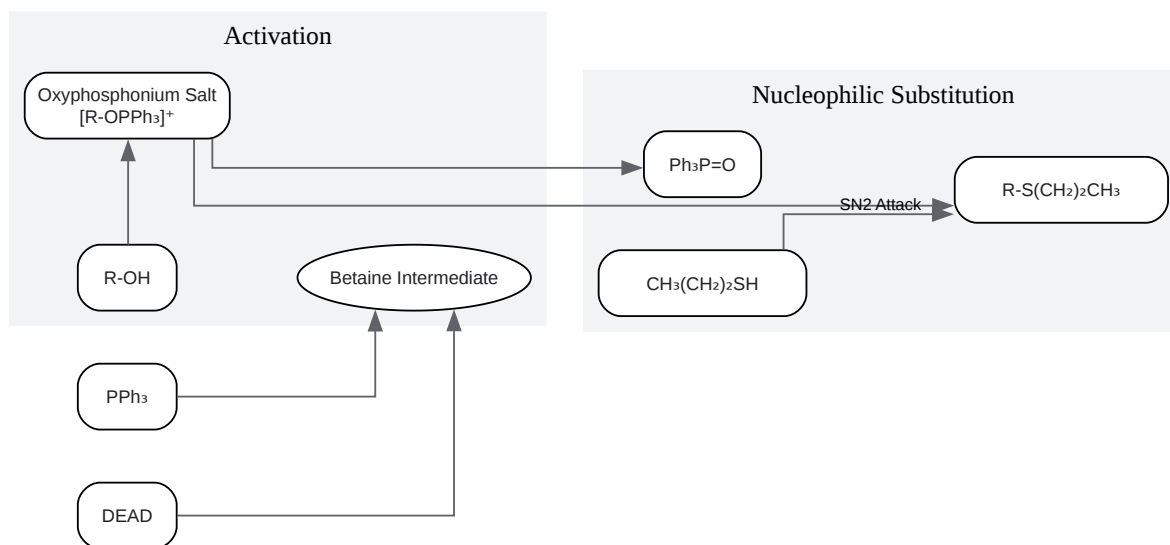 Activation
Oxyphosphonium Salt
[R-OPPh₃]⁺
R-OH
Betaine Intermediate
PPh₃
DEAD
Nucleophilic Substitution
Ph₃P=O
R-S(CH₂)₂CH₃
SN2 Attack
CH₃(CH₂)₂SH